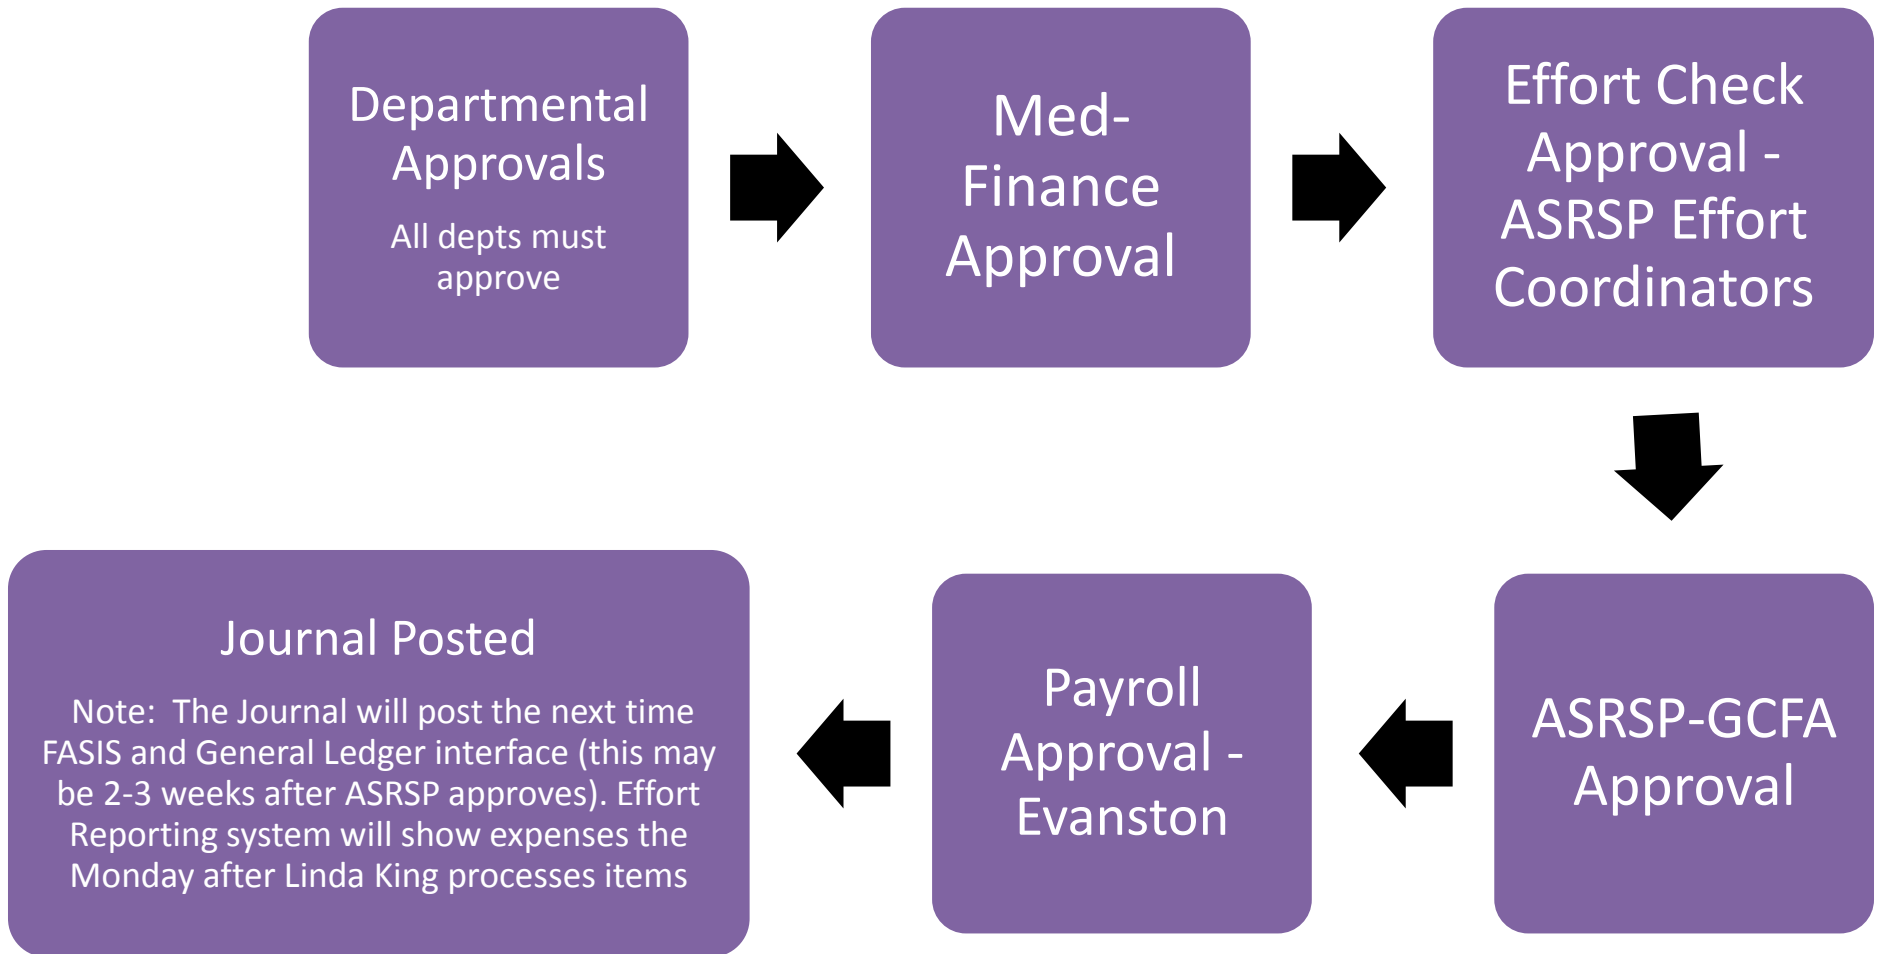 Departmental
Approvals
All depts must
approve
Med-
Finance
Approval
Effort Check
Approval -
ASRSP Effort
Coordinators
ASRSP-GCFA
Approval
Payroll
Approval -
Evanston
Journal Posted
Note:  The Journal will post the next time
FASIS and General Ledger interface (this may
be 2-3 weeks after ASRSP approves). Effort
Reporting system will show expenses the
Monday after Linda King processes items